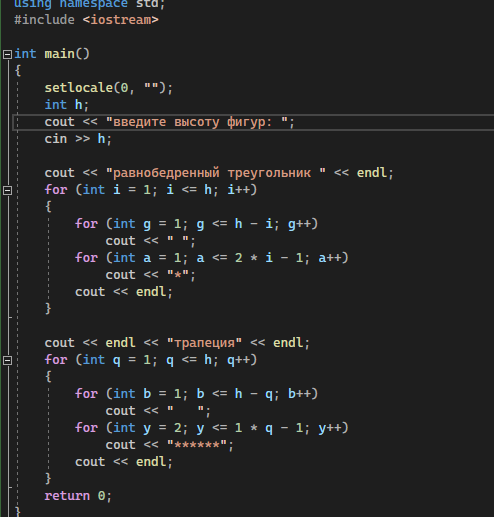 using namespace std;
#include <iostream>
int main()
{
setlocale(0, "");
int h;
cout << "введите высоту фигур: ";
cin >> h;
cout << "равнобедренный треугольник " << endl;
for (int i = 1; i <= h; i++)
{
for (int g = 1; g <= h - i; g++)
cout << " ";
for (int a = 1; a <= 2 * i - 1; a++)
cout << "*";
cout << endl;
}
cout << endl << "трапеция" << endl;
for (int q = 1; q <= h; q++)
{
for (int b = 1; b <= h - q; b++)
cout << "   ";
for (int y = 2; y <= 1 * q - 1; y++)
cout << "******";
cout << endl;
}
return 0;
}